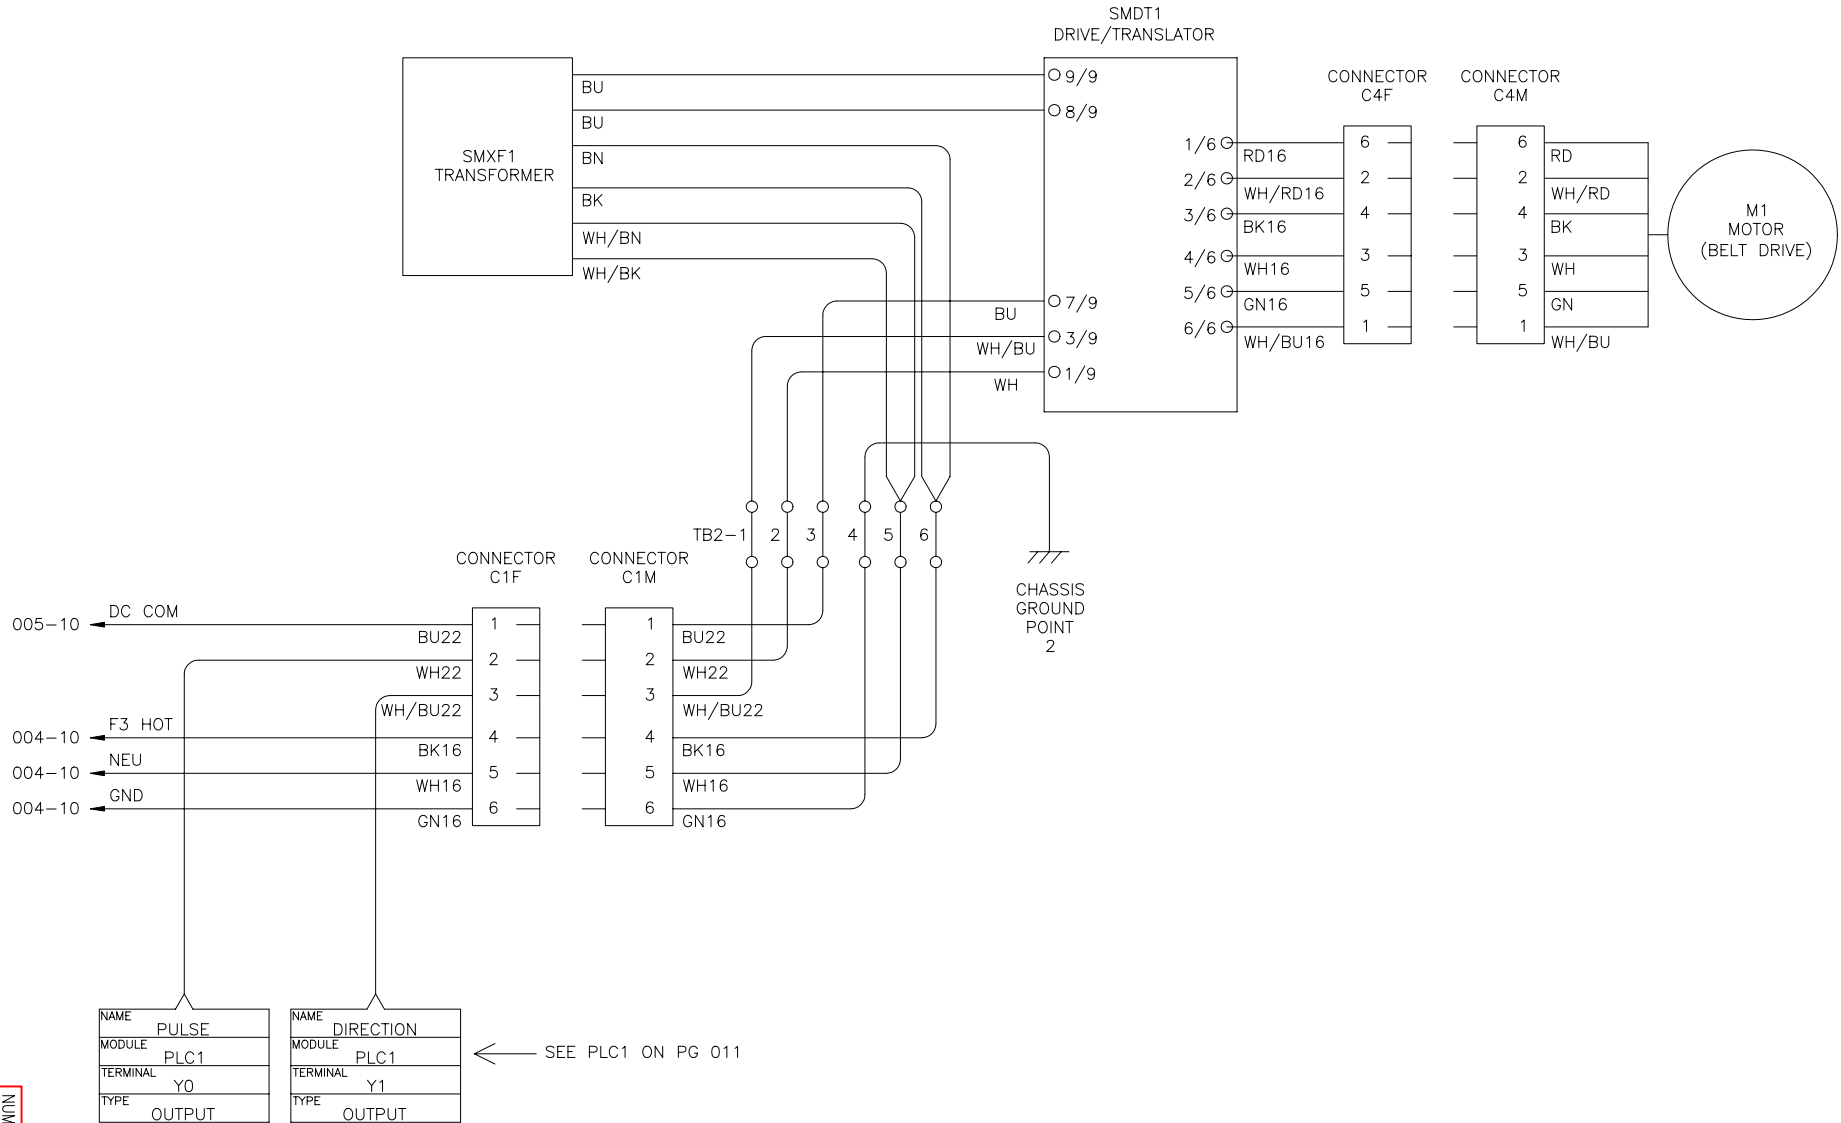 SMDT1
DRIVE/TRANSLATOR
SMXF1
TRANSFORMER
BU
BU
BN
BK
WH/BN
WH/BK
9/9
8/9
7/9
3/9
1/9
BU
WH/BU
WH
1/6
2/6
3/6
4/6
5/6
6/6
RD16
WH/RD16
BK16
WH16
GN16
WH/BU16
CONNECTOR
C4F
6
2
4
3
5
1
CONNECTOR
C4M
6
2
4
3
5
1
RD
WH/RD
BK
WH
GN
WH/BU
M1
MOTOR
(BELT DRIVE)
TB2-1 2 3 4 5 6
CHASSIS
GROUND
POINT
2
CONNECTOR
C1F
1
2
3
4
5
6
CONNECTOR
C1M
1
2
3
4
5
6
005-10 DC COM
004-10 F3 HOT
004-10 NEU
004-10 GND
BU22
WH22
WH/BU22
BK16
WH16
GN16
BU22
WH22
WH/BU22
BK16
WH16
GN16
NAME PULSE
MODULE PLC1
TERMINAL Y0
TYPE OUTPUT
NAME DIRECTION
MODULE PLC1
TERMINAL Y1
TYPE OUTPUT
SEE PLC1 ON PG 011
NUM